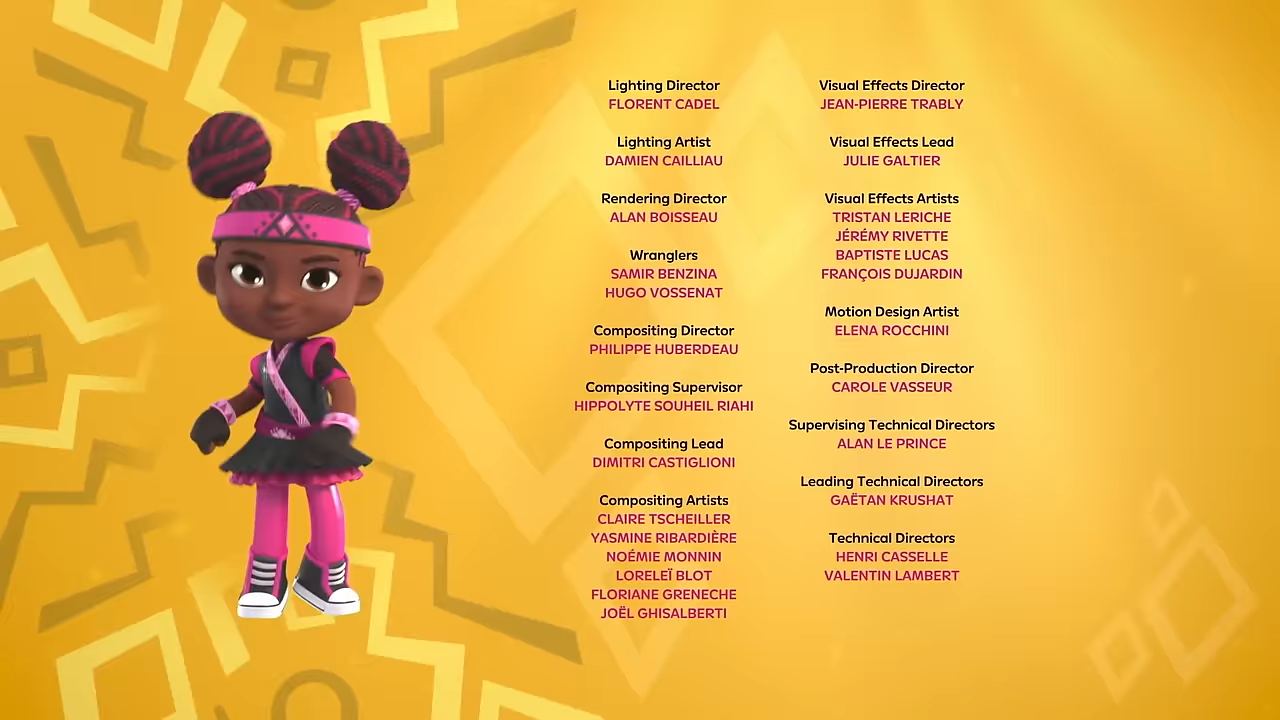 Lighting Director
FLORENT CADEL
Lighting Artist
DAMIEN CAILLIAU
Rendering Director
ALAN BOISSEAU
Wranglers
SAMIR BENZINA
HUGO VOSSENAT
Compositing Director
PHILIPPE HUBERDEAU
Compositing Supervisor
HIPPOLYTE SOUHEIL RIAHI
Compositing Lead
DIMITRI CASTIGLIONI
Compositing Artists
CLAIRE TSCHEILLER
YASMINE RIBARDIÈRE
NOÉMIE MONNIN
LORELEÏ BLOT
FLORIANE GRENECHE
JOËL GHISALBERTI
Visual Effects Director
JEAN-PIERRE TRABLY
Visual Effects Lead
JULIE GALTIER
Visual Effects Artists
TRISTAN LERICHE
JÉRÉMY RIVETTE
BAPTISTE LUCAS
FRANÇOIS DUJARDIN
Motion Design Artist
ELENA ROCCHINI
Post-Production Director
CAROLE VASSEUR
Supervising Technical Directors
ALAN LE PRINCE
Leading Technical Directors
GAËTAN KRUSHAT
Technical Directors
HENRI CASSELLE
VALENTIN LAMBERT